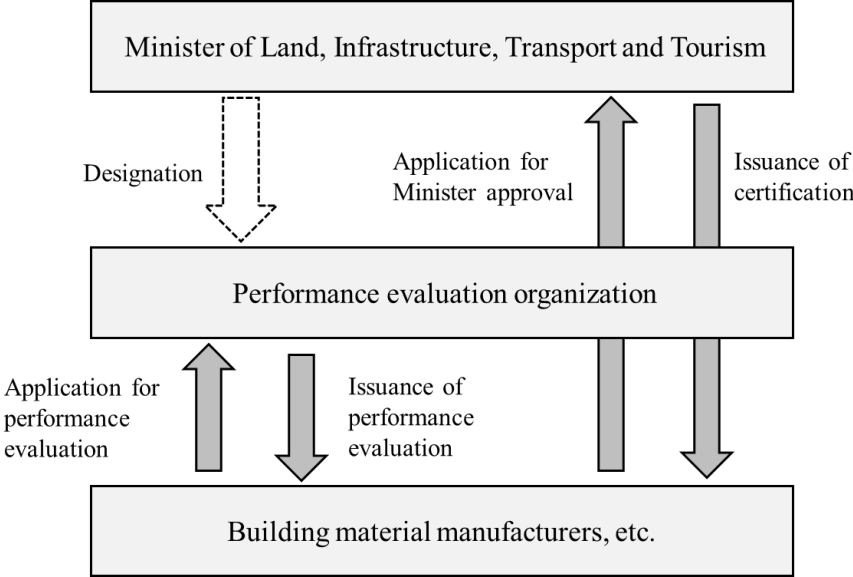 Minister of Land, Infrastructure, Transport and Tourism
Designation
Application for
Minister approval
Issuance of
certification
Performance evaluation organization
Application for
performance
evaluation
Issuance of
performance
evaluation
Building material manufacturers, etc.